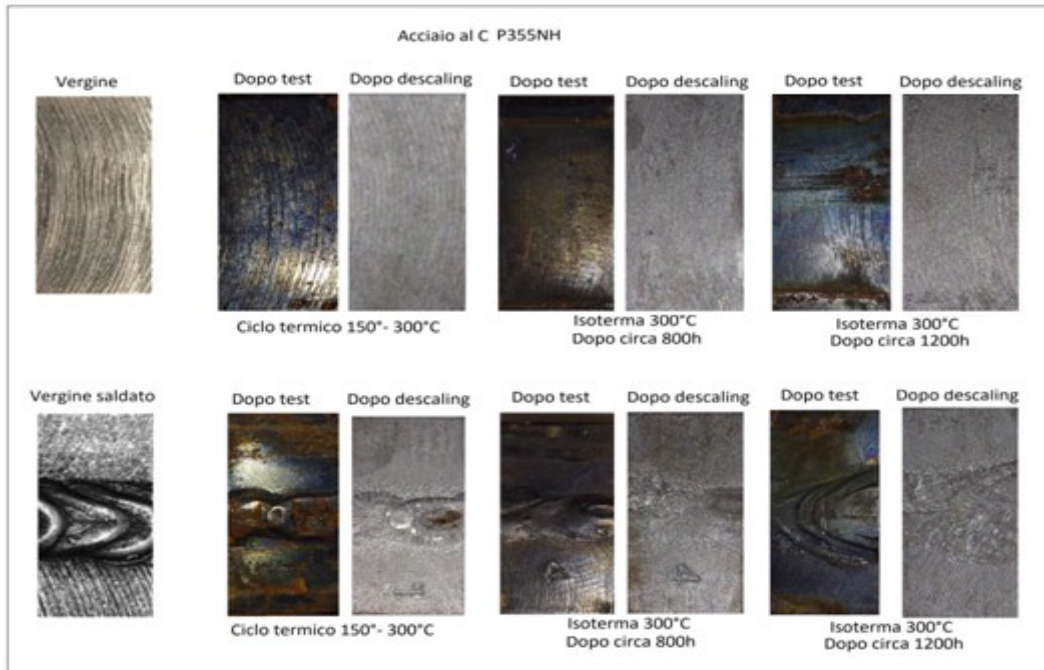 Acciaio al C P355NH
Vergine
Dopo test
Dopo descaling
Dopo test
Dopo descaling
Dopo test
Dopo descaling
Ciclo termico 150°- 300°C
Isoterma 300°C
Dopo circa 800h
Isoterma 300°C
Dopo circa 1200h
Vergine saldato
Dopo test
Dopo descaling
Dopo test
Dopo descaling
Dopo test
Dopo descaling
Ciclo termico 150°- 300°C
Isoterma 300°C
Dopo circa 800h
Isoterma 300°C
Dopo circa 1200h